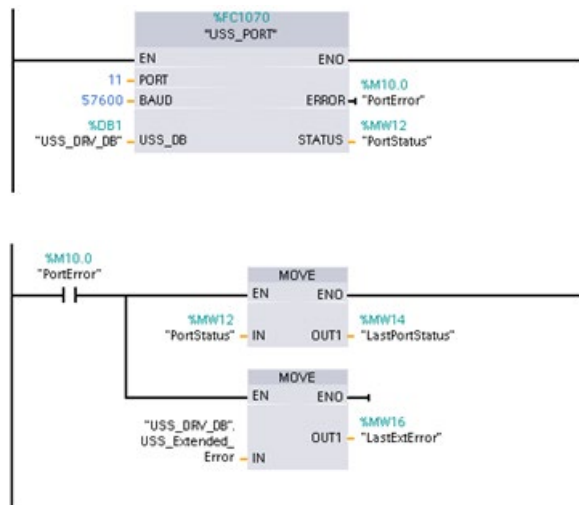 %FC1070
"USS_PORT"
EN ENO
11 PORT %M10.0
57600 BAUD ERROR "PortError"
%DB1 %MW12
"USS_DRV_DB" USS_DB STATUS "PortStatus"
%M10.0
"PortError" MOVE
EN ENO
%MW12 %MW14
"PortStatus" IN OUT1 "LastPortStatus"
MOVE
EN ENO
"USS_DRV_DB". %MW16
USS_Extended_ OUT1 "LastExtError"
Error IN